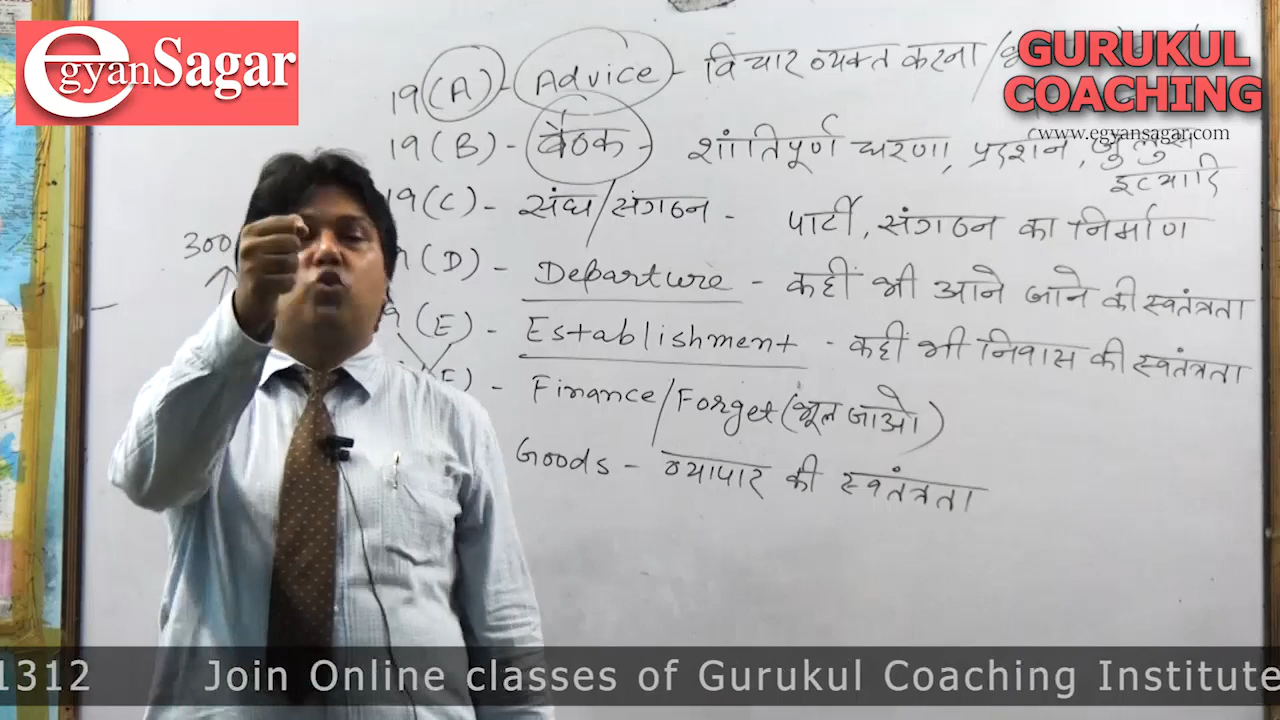 egyanSagar
GURUKUL
COACHING
www.egyansagar.com
19(A) - Advice - विचार व्यक्त करना /
19(B) - बैठक - शांतिपूर्ण धरणा, प्रदर्शन,
इत्यादि
19(C) - संघ/संगठन - पार्टी, संगठन का निर्माण
300
(D) - Departure - कहीं भी आने जाने की स्वतंत्रता
(E) - Establishment - कहीं भी निवास की स्वतंत्रता
- Finance/Forget (भूल जाओ)
Goods - व्यापार की स्वतंत्रता
1312 Join Online classes of Gurukul Coaching Institute